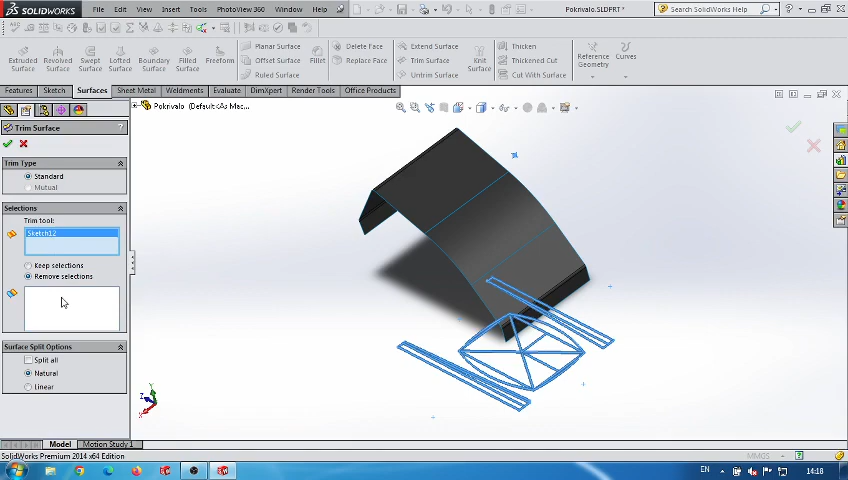 SOLIDWORKS File Edit View Insert Tools PhotoView 360 Window Help Pokrivalo.SLDPRT * Search SolidWorks Help
Extruded Surface Revolved Surface Swept Surface Lofted Surface Boundary Surface Filled Surface Freeform Planar Surface Offset Surface Ruled Surface Fillet Delete Face Replace Face Extend Surface Trim Surface Untrim Surface Knit Surface Thicken Thickened Cut Cut With Surface Reference Geometry Curves
Features Sketch Surfaces Sheet Metal Weldments Evaluate DimXpert Render Tools Office Products
Pokrivalo (Default<As Mac...
Trim Surface ?
Trim Type
Standard
Mutual
Selections
Trim tool:
Sketch12
Keep selections
Remove selections
Surface Split Options
Split all
Natural
Linear
Y
Z
X
Model Motion Study 1
SolidWorks Premium 2014 x64 Edition MMGS
EN 14:18